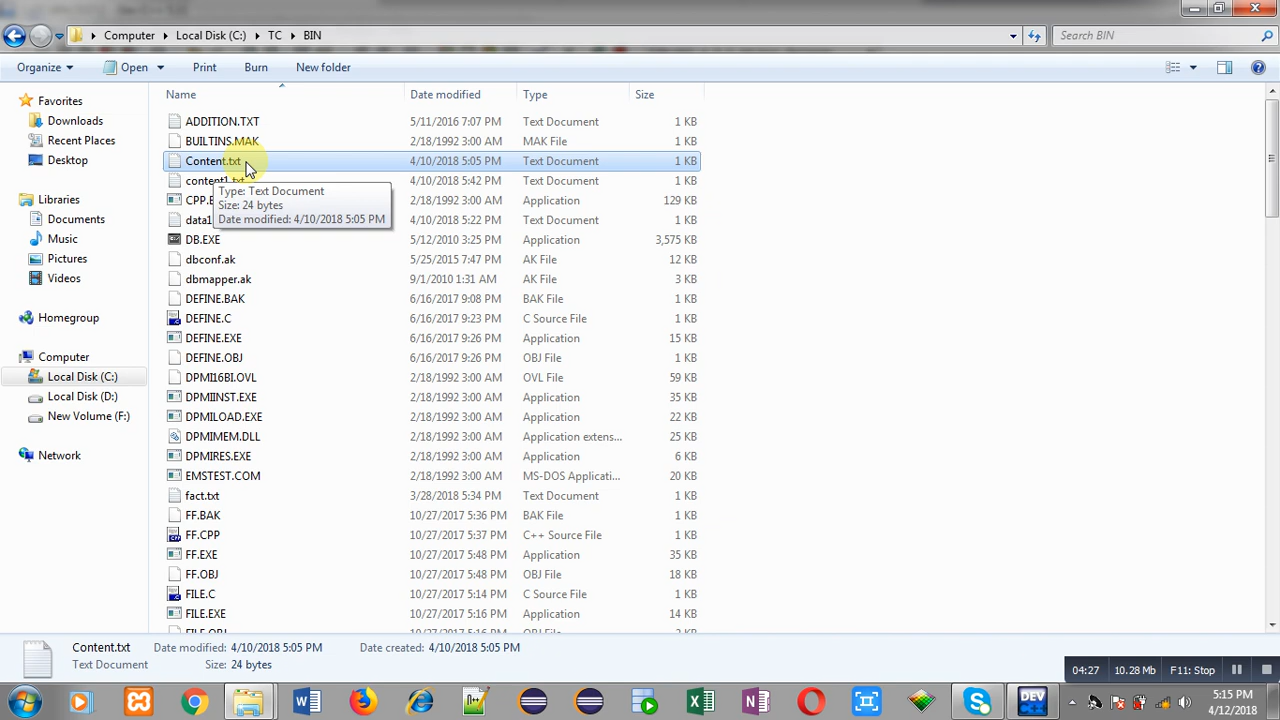 Computer Local Disk (C:) TC BIN
Search BIN
Organize Open Print Burn New folder
Name Date modified Type Size
Favorites
Downloads
Recent Places
Desktop
Libraries
Documents
Music
Pictures
Videos
Homegroup
Computer
Local Disk (C:)
Local Disk (D:)
New Volume (F:)
Network
ADDITION.TXT 5/11/2016 7:07 PM Text Document 1 KB
BUILTINS.MAK 2/18/1992 3:00 AM MAK File 1 KB
Content.txt 4/10/2018 5:05 PM Text Document 1 KB
content1.txt 4/10/2018 5:42 PM Text Document 1 KB
Type: Text Document
Size: 24 bytes
Date modified: 4/10/2018 5:05 PM
2/18/1992 3:00 AM Application 129 KB
4/10/2018 5:22 PM Text Document 1 KB
DB.EXE 5/12/2010 3:25 PM Application 3,575 KB
dbconf.ak 5/25/2015 7:47 PM AK File 12 KB
dbmapper.ak 9/1/2010 1:31 AM AK File 3 KB
DEFINE.BAK 6/16/2017 9:08 PM BAK File 1 KB
DEFINE.C 6/16/2017 9:23 PM C Source File 1 KB
DEFINE.EXE 6/16/2017 9:26 PM Application 15 KB
DEFINE.OBJ 6/16/2017 9:26 PM OBJ File 1 KB
DPMI16BI.OVL 2/18/1992 3:00 AM OVL File 59 KB
DPMIINST.EXE 2/18/1992 3:00 AM Application 39 KB
DPMILOAD.EXE 2/18/1992 3:00 AM Application 22 KB
DPMIMEM.DLL 2/18/1992 3:00 AM Application extens... 25 KB
DPMIRES.EXE 2/18/1992 3:00 AM Application 6 KB
EMSTEST.COM 2/18/1992 3:00 AM MS-DOS Applicati... 20 KB
fact.txt 3/28/2018 5:34 PM Text Document 1 KB
FF.BAK 10/27/2017 5:36 PM BAK File 1 KB
FF.CPP 10/27/2017 5:37 PM C++ Source File 1 KB
FF.EXE 10/27/2017 5:48 PM Application 35 KB
FF.OBJ 10/27/2017 5:48 PM OBJ File 18 KB
FILE.C 10/27/2017 5:14 PM C Source File 1 KB
FILE.EXE 10/27/2017 5:16 PM Application 14 KB
Content.txt Date modified: 4/10/2018 5:05 PM Date created: 4/10/2018 5:05 PM
Text Document Size: 24 bytes
04:27 10.28 Mb F11: Stop
DEV
5:15 PM
4/12/2018